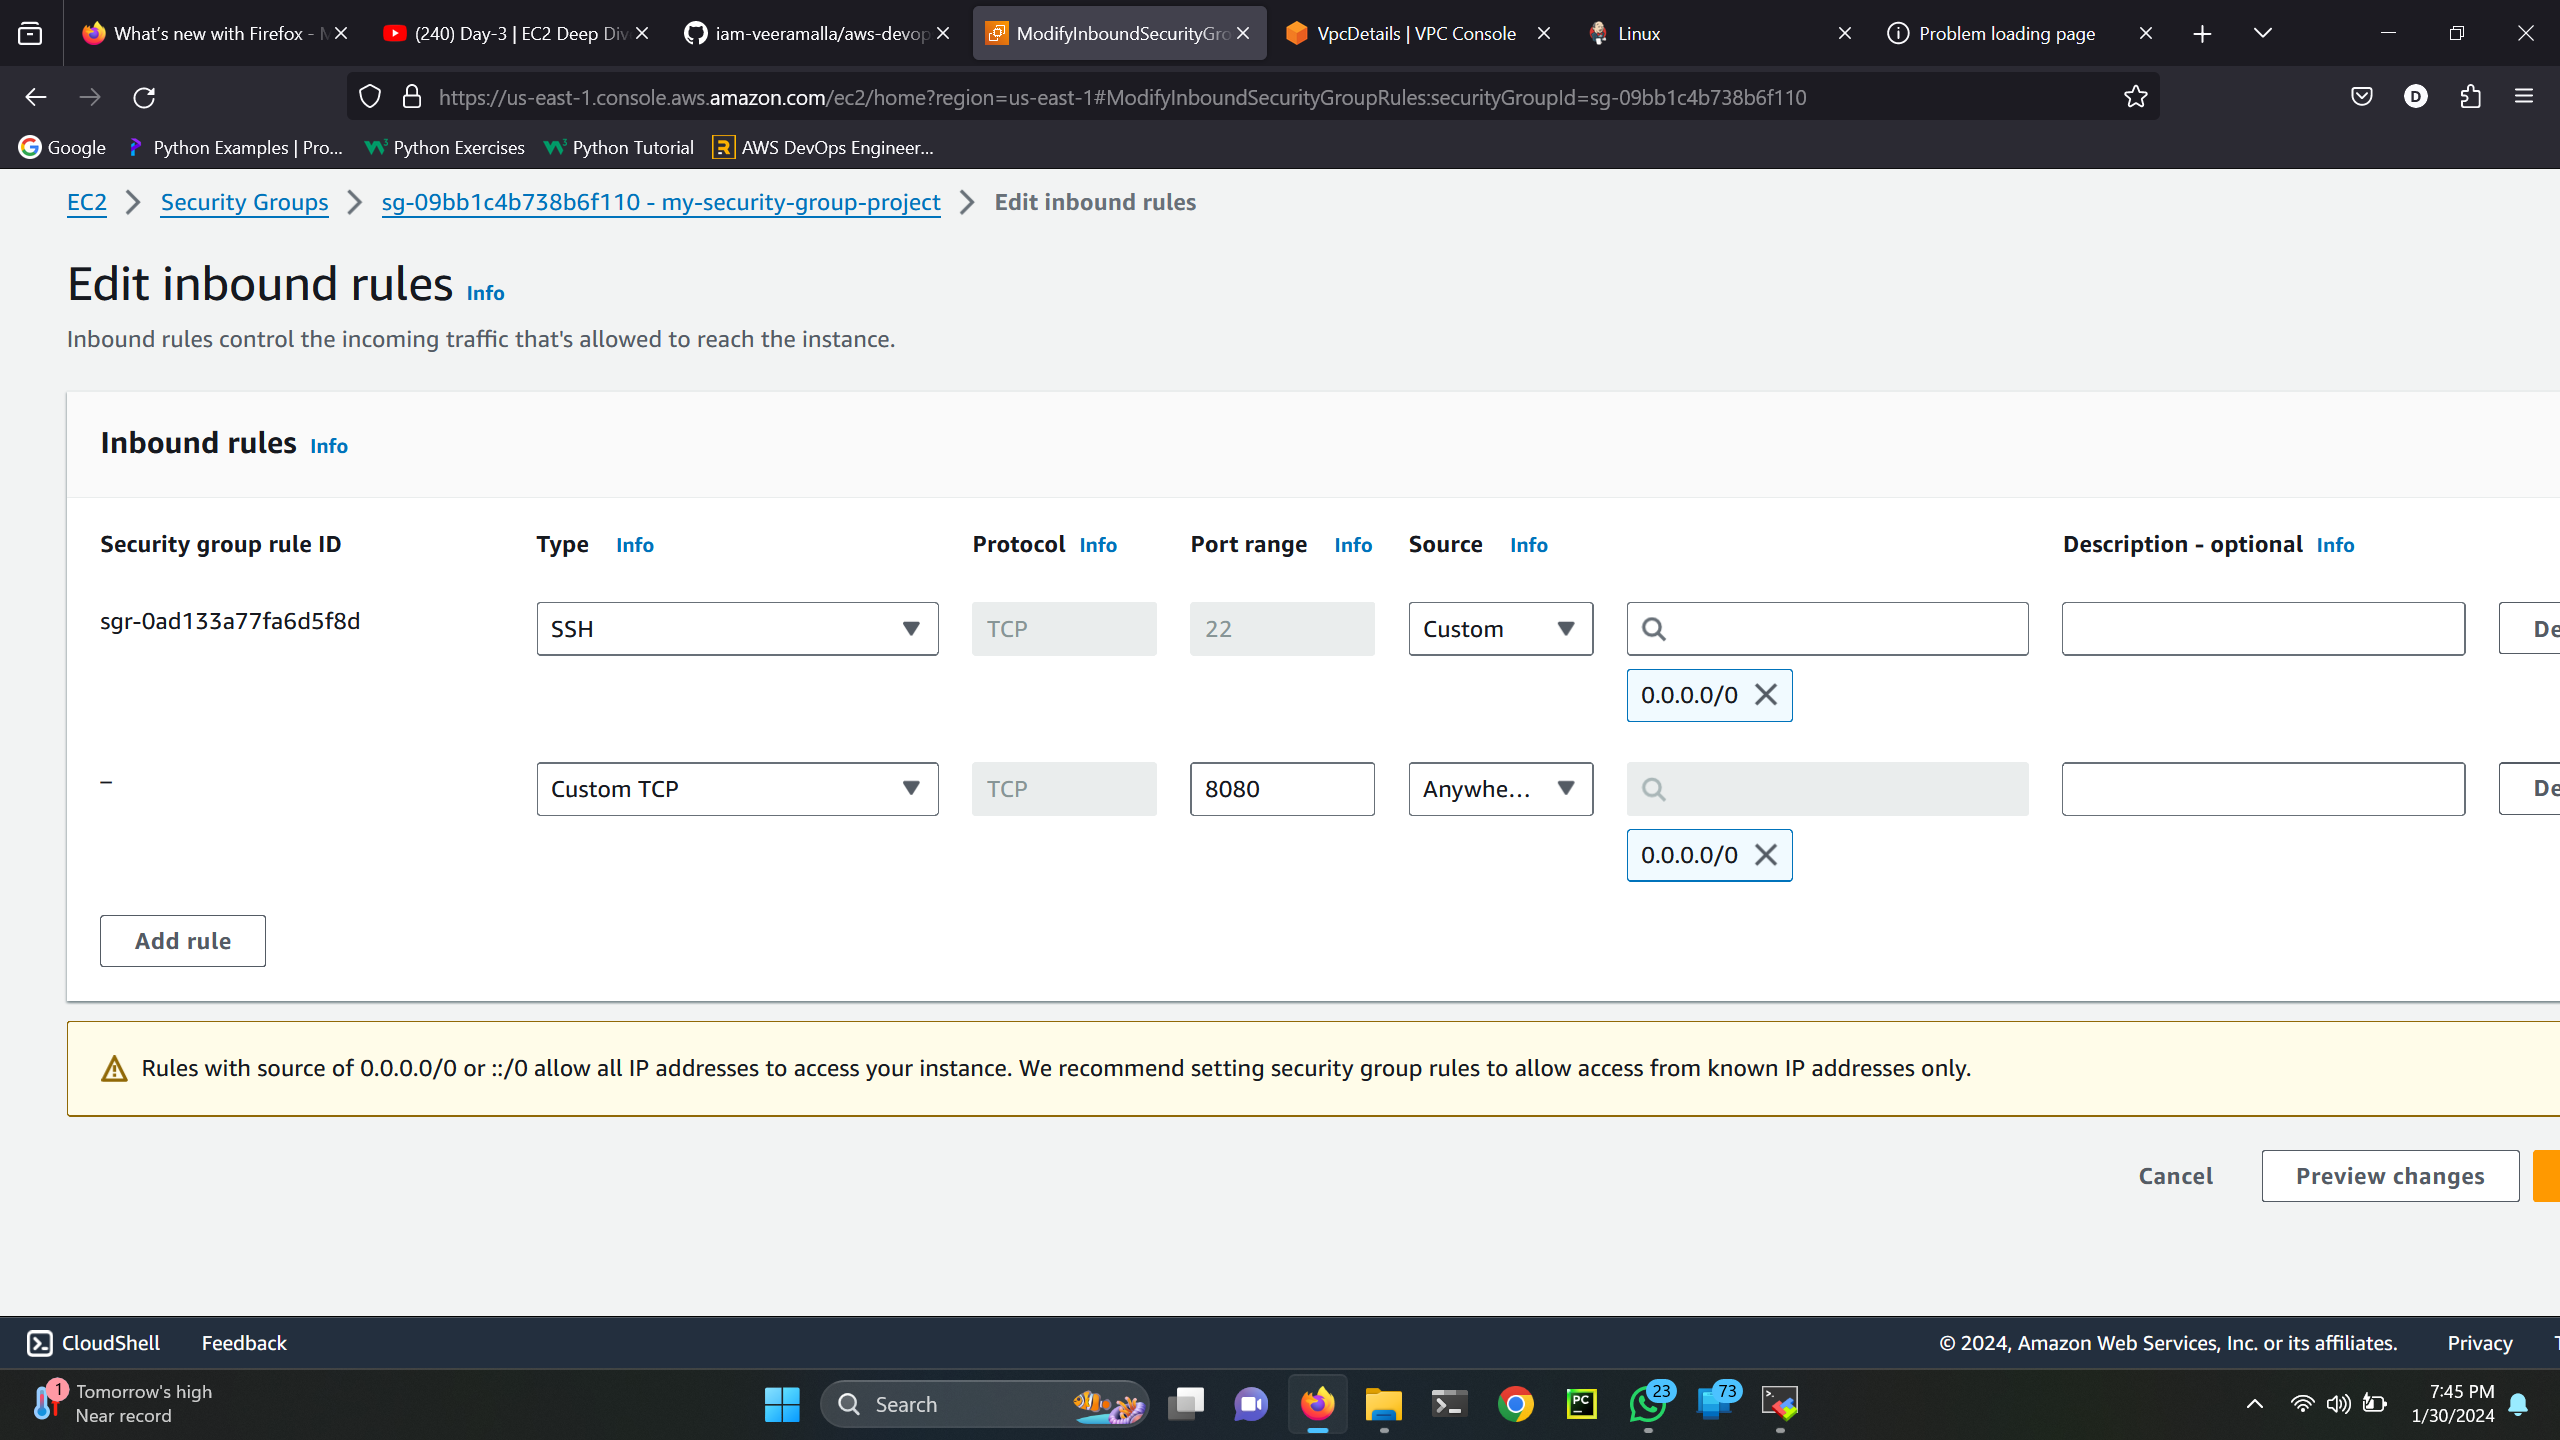 What's new with Firefox - M
(240) Day-3 | EC2 Deep Div
iam-veeramalla/aws-devop
ModifyInboundSecurityGro
VpcDetails | VPC Console
Linux
Problem loading page
https://us-east-1.console.aws.amazon.com/ec2/home?region=us-east-1#ModifyInboundSecurityGroupRules:securityGroupId=sg-09bb1c4b738b6f110
D
Google
Python Examples | Pro...
Python Exercises
Python Tutorial
AWS DevOps Engineer...
EC2 > Security Groups > sg-09bb1c4b738b6f110 - my-security-group-project > Edit inbound rules
Edit inbound rules Info
Inbound rules control the incoming traffic that's allowed to reach the instance.
Inbound rules Info
Security group rule ID Type Info Protocol Info Port range Info Source Info Description - optional Info
sgr-0ad133a77fa6d5f8d SSH TCP 22 Custom De
0.0.0.0/0
– Custom TCP TCP 8080 Anywhe... De
0.0.0.0/0
Add rule
Rules with source of 0.0.0.0/0 or ::/0 allow all IP addresses to access your instance. We recommend setting security group rules to allow access from known IP addresses only.
Cancel Preview changes
CloudShell Feedback © 2024, Amazon Web Services, Inc. or its affiliates. Privacy
1
Tomorrow's high
Near record
Search
PC
23
73
7:45 PM
1/30/2024